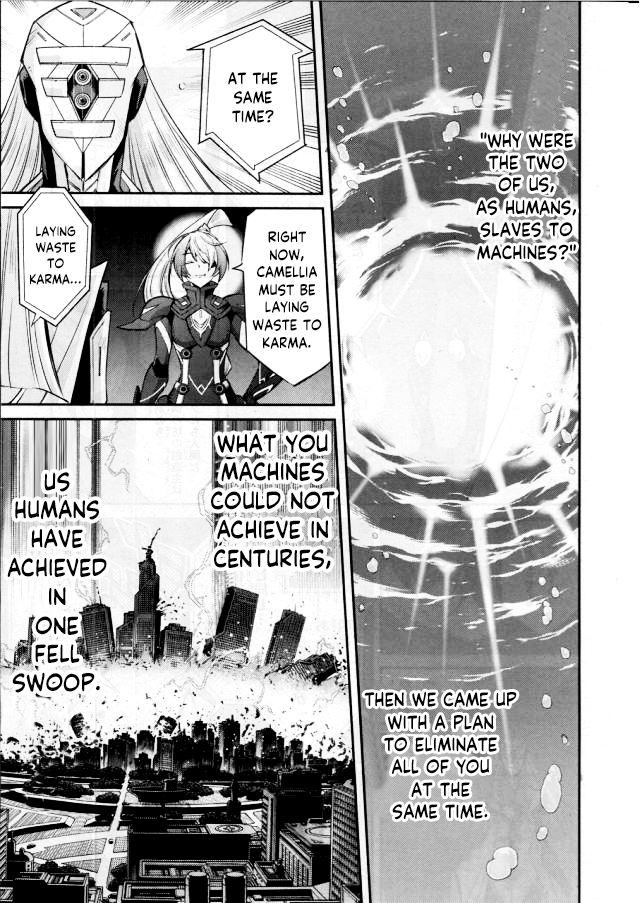 "WHY WERE
THE TWO
OF US,
AS HUMANS,
SLAVES TO
MACHINES?"
THEN WE CAME UP
WITH A PLAN
TO ELIMINATE
ALL OF YOU
AT THE
SAME TIME.
AT THE
SAME
TIME?
RIGHT
NOW,
CAMELLIA
MUST BE
LAYING
WASTE TO
KARMA.
LAYING
WASTE TO
KARMA...
WHAT YOU
MACHINES
COULD NOT
ACHIEVE IN
CENTURIES,
US
HUMANS
HAVE
ACHIEVED
IN
ONE
FELL
SWOOP.